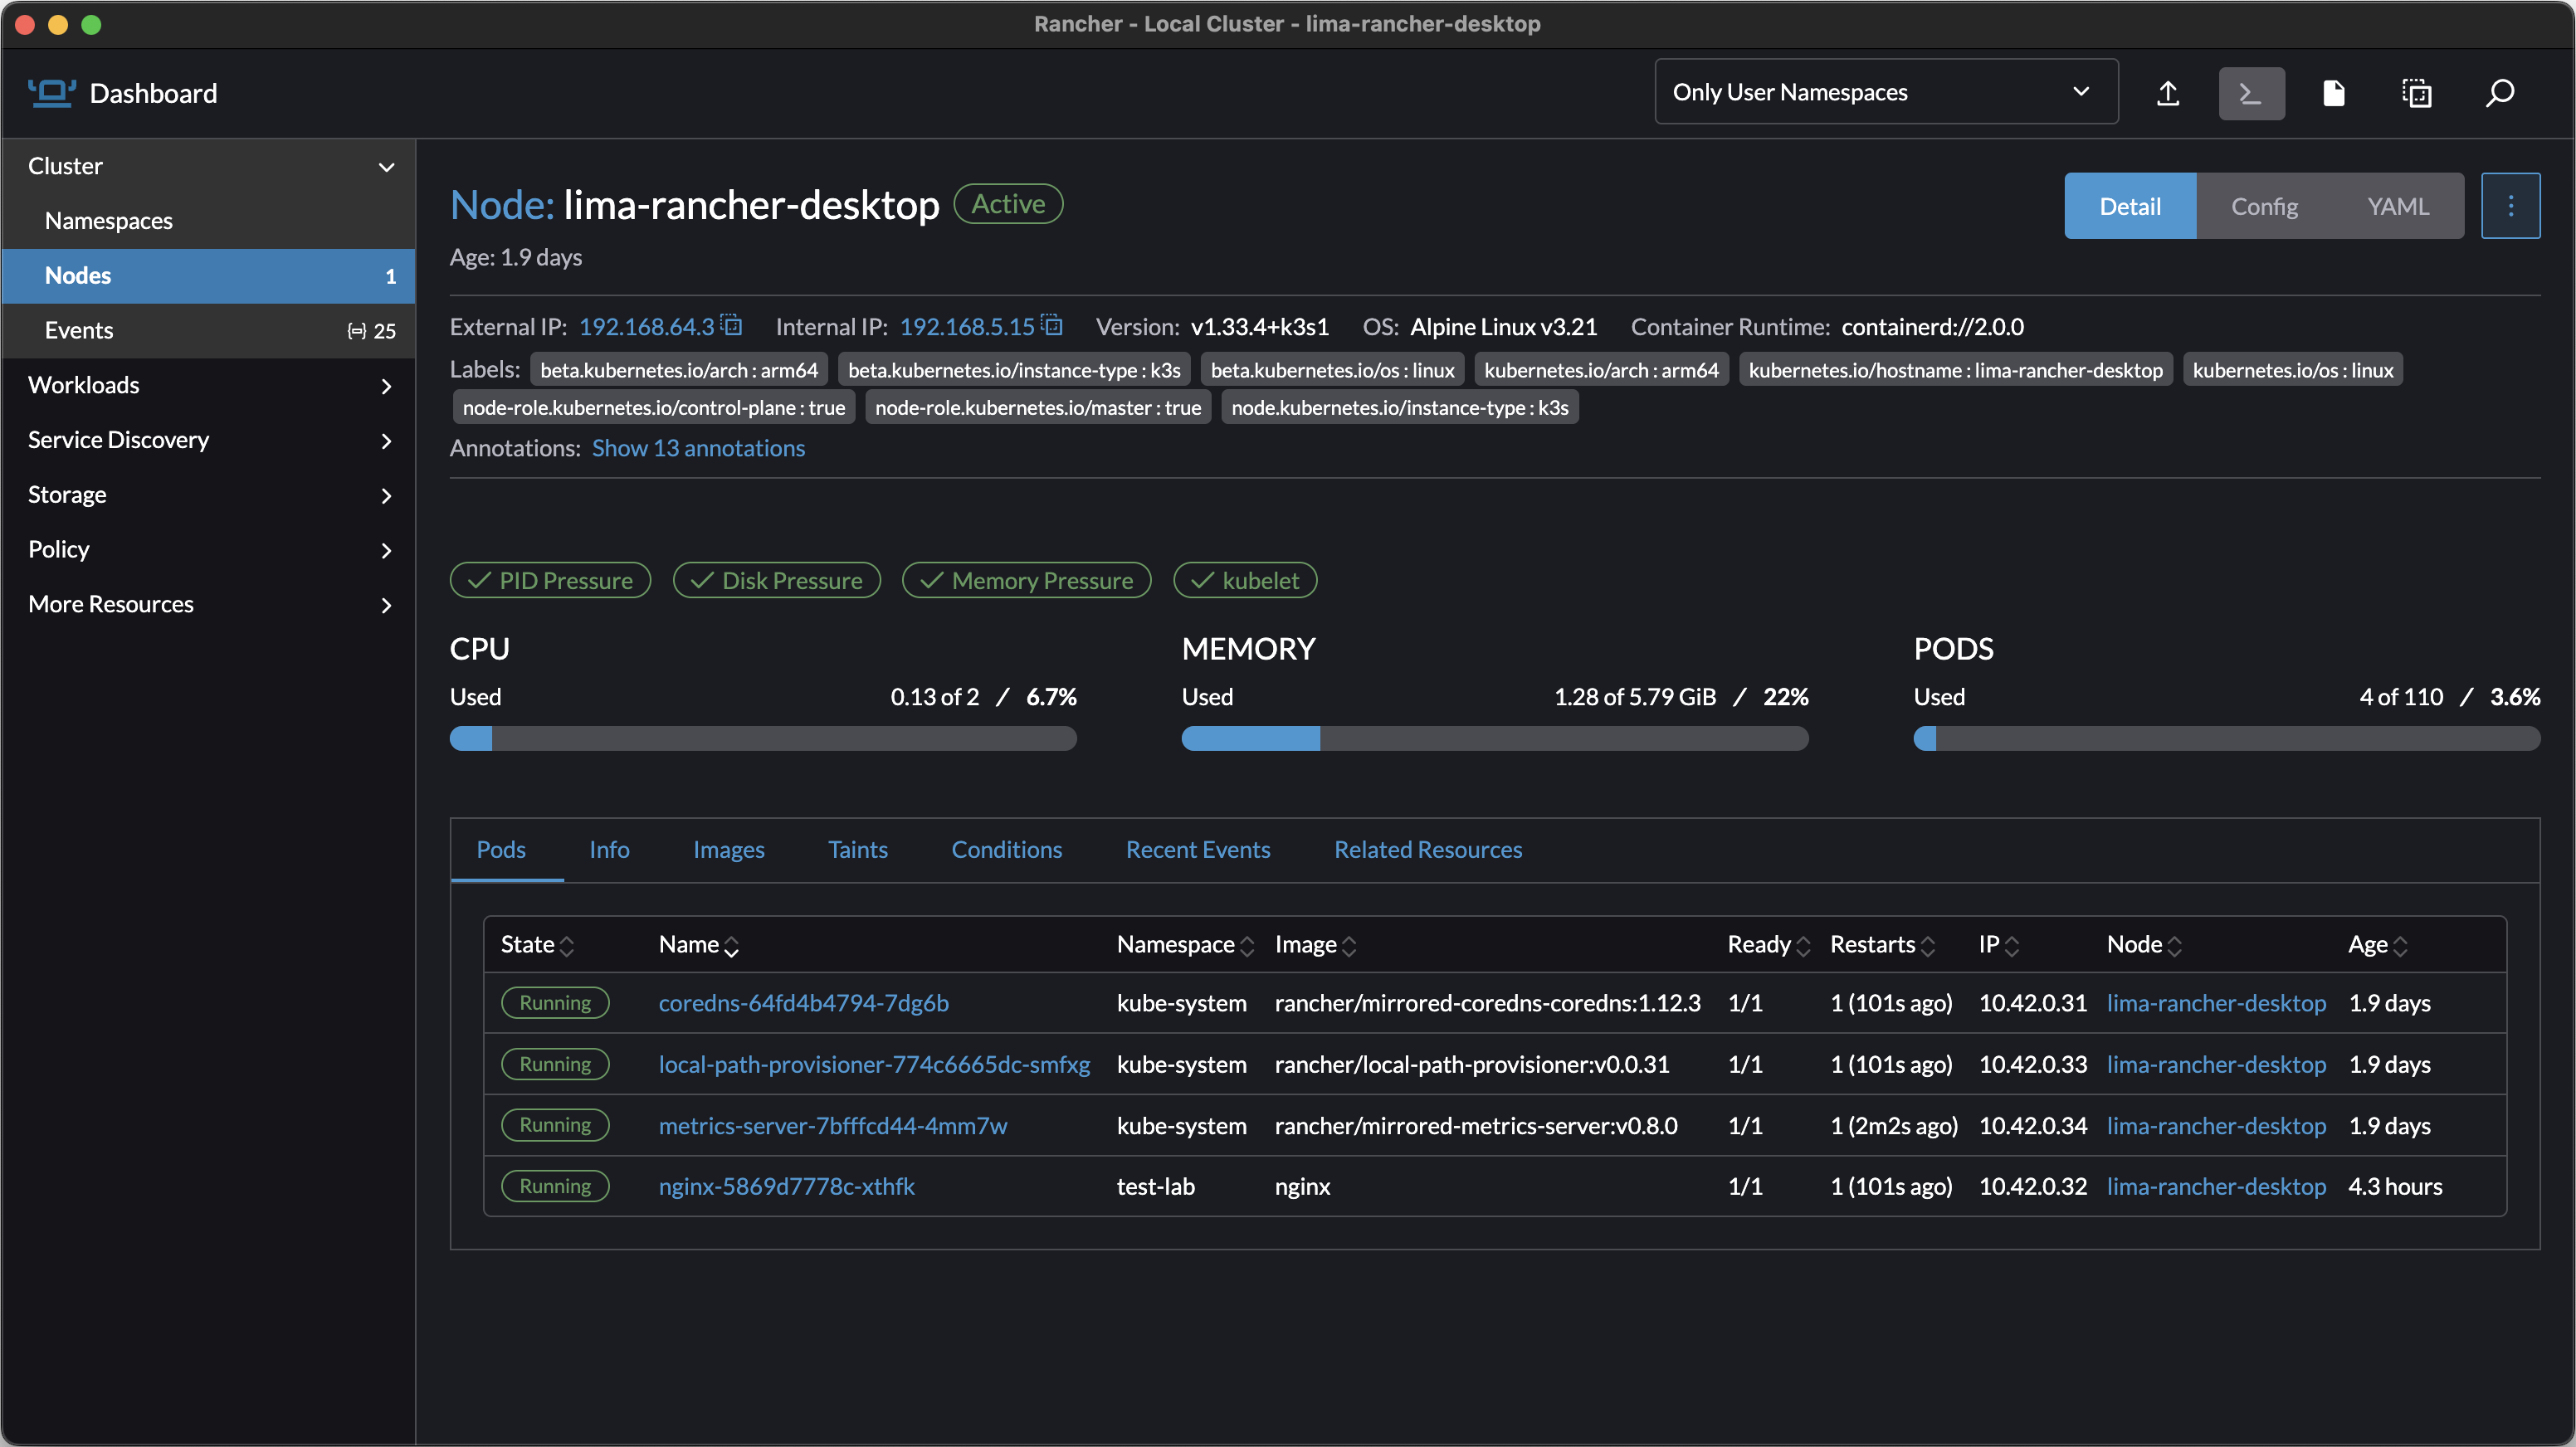 Rancher - Local Cluster - lima-rancher-desktop
Dashboard
Only User Namespaces
Cluster
Namespaces
Nodes 1
Events 25
Workloads
Service Discovery
Storage
Policy
More Resources
Node: lima-rancher-desktop Active
Detail Config YAML
Age: 1.9 days
External IP: 192.168.64.3 Internal IP: 192.168.5.15 Version: v1.33.4+k3s1 OS: Alpine Linux v3.21 Container Runtime: containerd://2.0.0
Labels: beta.kubernetes.io/arch : arm64 beta.kubernetes.io/instance-type : k3s beta.kubernetes.io/os : linux kubernetes.io/arch : arm64 kubernetes.io/hostname : lima-rancher-desktop kubernetes.io/os : linux
node-role.kubernetes.io/control-plane : true node-role.kubernetes.io/master : true node.kubernetes.io/instance-type : k3s
Annotations: Show 13 annotations
PID Pressure Disk Pressure Memory Pressure kubelet
CPU
Used 0.13 of 2 / 6.7%
MEMORY
Used 1.28 of 5.79 GiB / 22%
PODS
Used 4 of 110 / 3.6%
Pods Info Images Taints Conditions Recent Events Related Resources
State Name Namespace Image Ready Restarts IP Node Age
Running coredns-64fd4b4794-7dg6b kube-system rancher/mirrored-coredns-coredns:1.12.3 1/1 1 (101s ago) 10.42.0.31 lima-rancher-desktop 1.9 days
Running local-path-provisioner-774c6665dc-smfxg kube-system rancher/local-path-provisioner:v0.0.31 1/1 1 (101s ago) 10.42.0.33 lima-rancher-desktop 1.9 days
Running metrics-server-7bfffcd44-4mm7w kube-system rancher/mirrored-metrics-server:v0.8.0 1/1 1 (2m2s ago) 10.42.0.34 lima-rancher-desktop 1.9 days
Running nginx-5869d7778c-xthfk test-lab nginx 1/1 1 (101s ago) 10.42.0.32 lima-rancher-desktop 4.3 hours